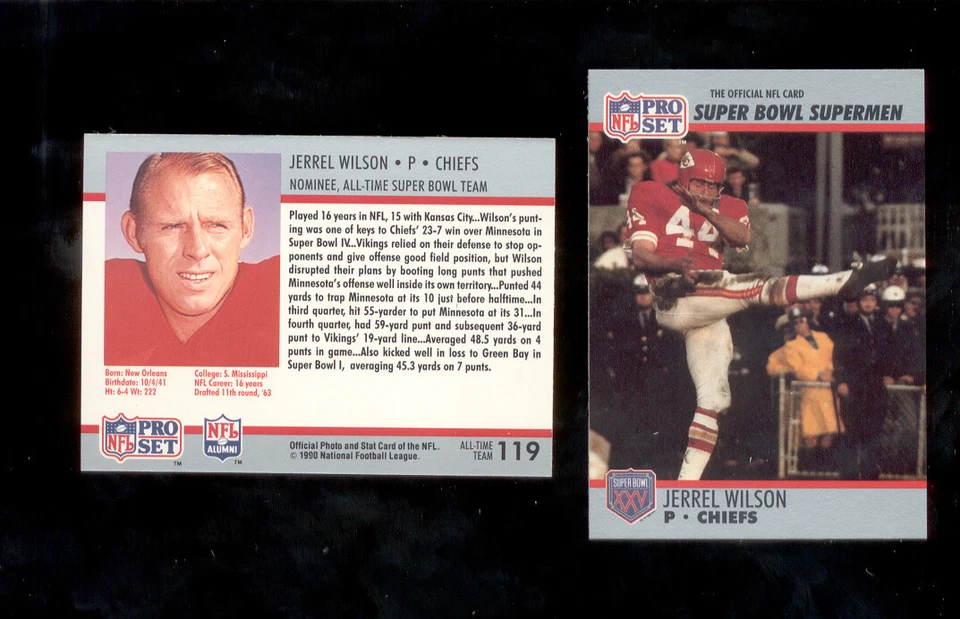 JERREL WILSON • P • CHIEFS
NOMINEE, ALL-TIME SUPER BOWL TEAM
Played 16 years in NFL, 15 with Kansas City...Wilson's punt-
ing was one of keys to Chiefs' 23-7 win over Minnesota in
Super Bowl IV...Vikings relied on their defense to stop op-
ponents and give offense good field position, but Wilson
disrupted their plans by booting long punts that pushed
Minnesota's offense well inside its own territory...Punted 44
yards to trap Minnesota at its 10 just before halftime...In
third quarter, hit 55-yarder to put Minnesota at its 31...In
fourth quarter, had 59-yard punt and subsequent 36-yard
punt to Vikings' 19-yard line...Averaged 48.5 yards on 4
punts in game...Also kicked well in loss to Green Bay in
Super Bowl I, averaging 45.3 yards on 7 punts.
Born: New Orleans
Birthdate: 10/4/41
Ht: 6-4 Wt: 222
College: S. Mississippi
NFL Career: 16 years
Drafted 11th round, '63
NFL PRO SET TM
NFL ALUMNI TM
Official Photo and Stat Card of the NFL.
© 1990 National Football League.
ALL-TIME
TEAM 119
THE OFFICIAL NFL CARD
NFL PRO SET TM
SUPER BOWL SUPERMEN
44
SUPER BOWL
XXV
JERREL WILSON
P • CHIEFS